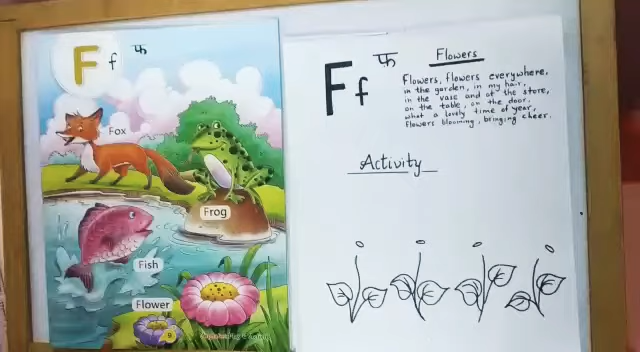 F f फ
Fox
Frog
Fish
Flower
9
F f फ
Flowers
Flowers, flowers everywhere,
in the garden, in my hair,
in the vase and at the store,
on the table, on the door,
what a lovely time of year,
flowers blooming, bringing cheer.
Activity